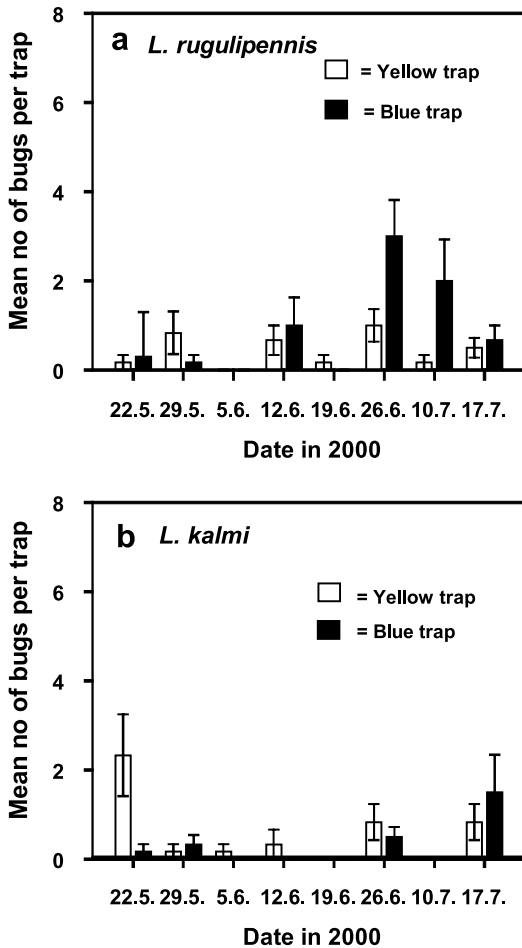 a L. rugulipennis
= Yellow trap
= Blue trap
Mean no of bugs per trap
8
6
4
2
0
22.5. 29.5. 5.6. 12.6. 19.6. 26.6. 10.7. 17.7.
Date in 2000
b L. kalmi
= Yellow trap
= Blue trap
Mean no of bugs per trap
8
6
4
2
0
22.5. 29.5. 5.6. 12.6. 19.6. 26.6. 10.7. 17.7.
Date in 2000